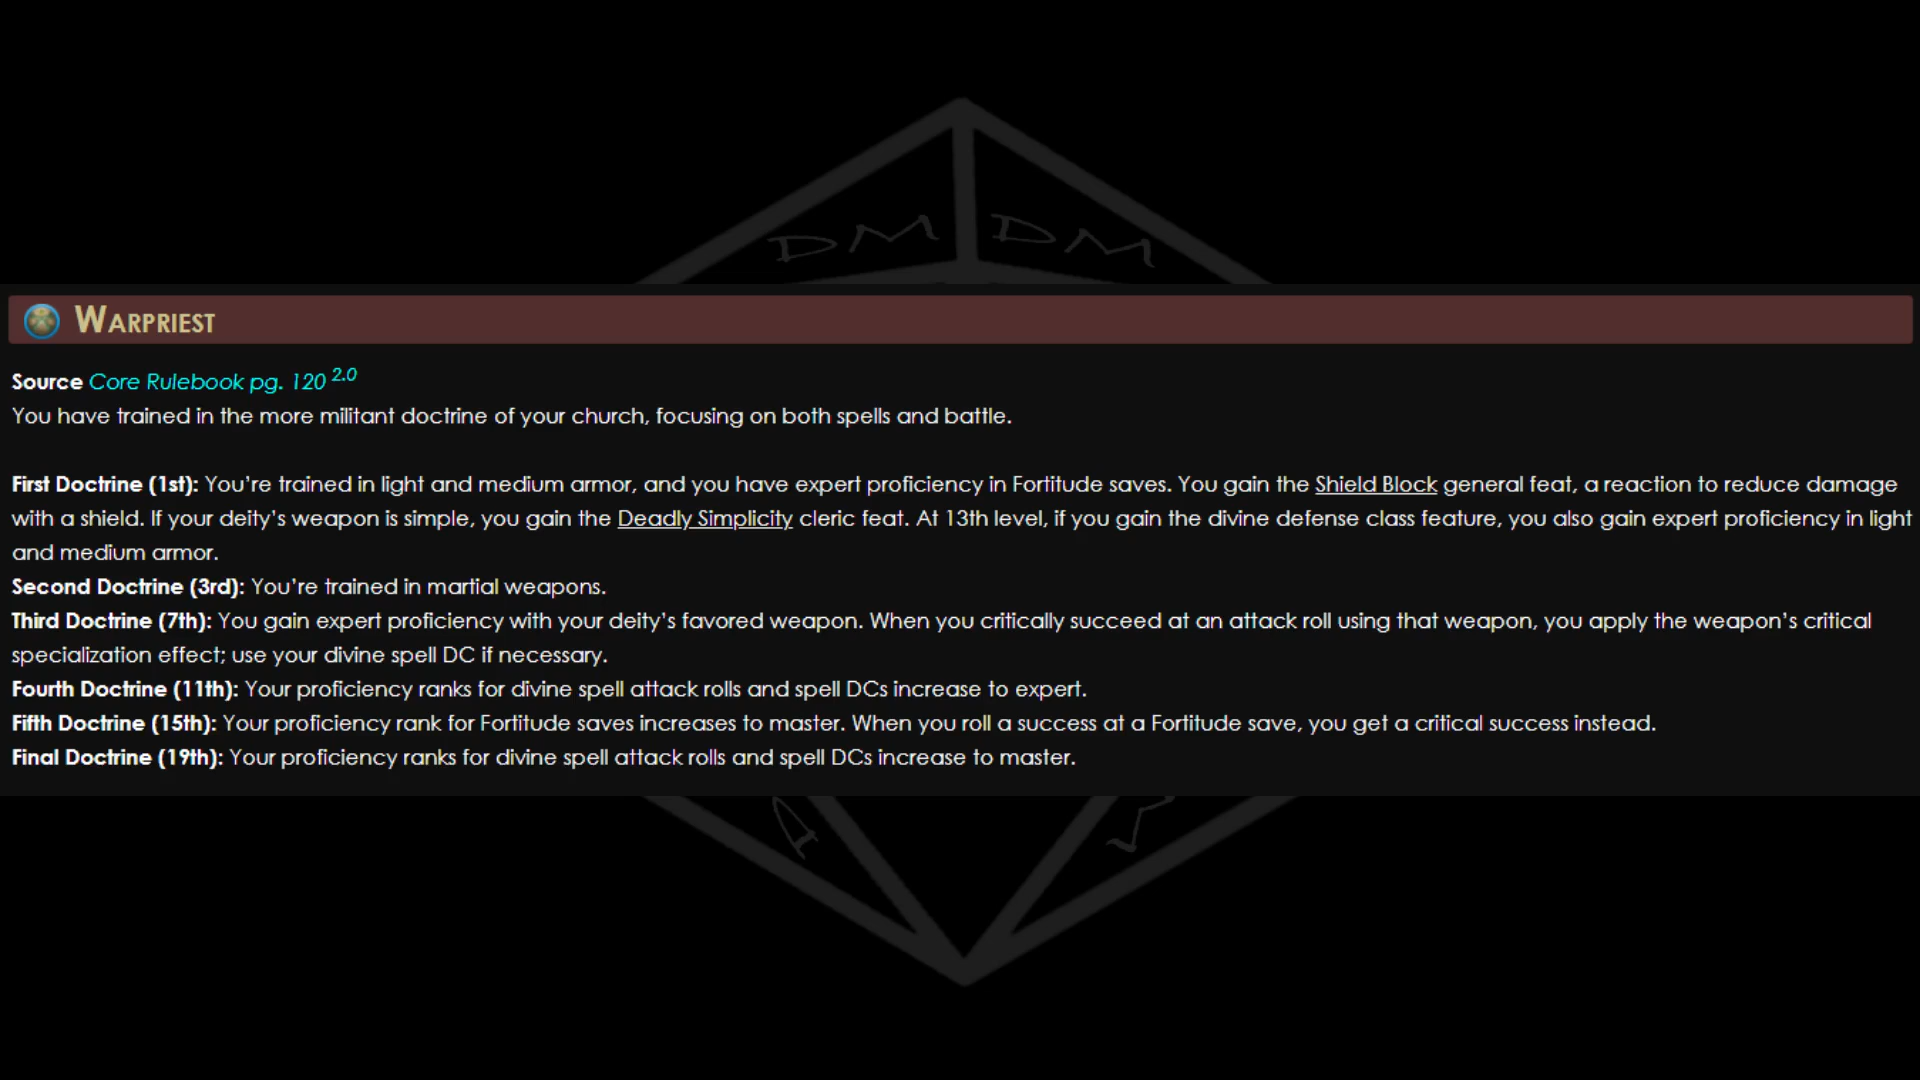 DM DM
WARPRIEST
Source Core Rulebook pg. 120 2.0
You have trained in the more militant doctrine of your church, focusing on both spells and battle.
First Doctrine (1st): You're trained in light and medium armor, and you have expert proficiency in Fortitude saves. You gain the Shield Block general feat, a reaction to reduce damage
with a shield. If your deity's weapon is simple, you gain the Deadly Simplicity cleric feat. At 13th level, if you gain the divine defense class feature, you also gain expert proficiency in light
and medium armor.
Second Doctrine (3rd): You're trained in martial weapons.
Third Doctrine (7th): You gain expert proficiency with your deity's favored weapon. When you critically succeed at an attack roll using that weapon, you apply the weapon's critical
specialization effect; use your divine spell DC if necessary.
Fourth Doctrine (11th): Your proficiency ranks for divine spell attack rolls and spell DCs increase to expert.
Fifth Doctrine (15th): Your proficiency rank for Fortitude saves increases to master. When you roll a success at a Fortitude save, you get a critical success instead.
Final Doctrine (19th): Your proficiency ranks for divine spell attack rolls and spell DCs increase to master.